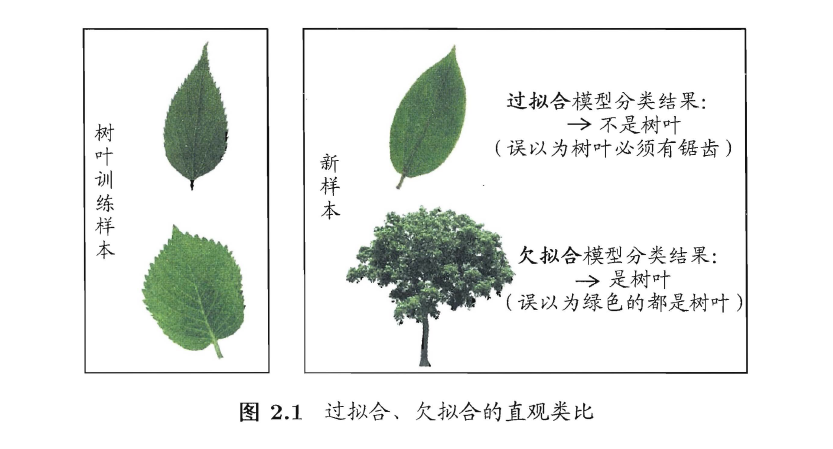 树叶训练样本
新样本
过拟合模型分类结果：
→ 不是树叶
（误以为树叶必须有锯齿）
欠拟合模型分类结果：
→ 是树叶
（误以为绿色的都是树叶）
图 2.1 过拟合、欠拟合的直观类比